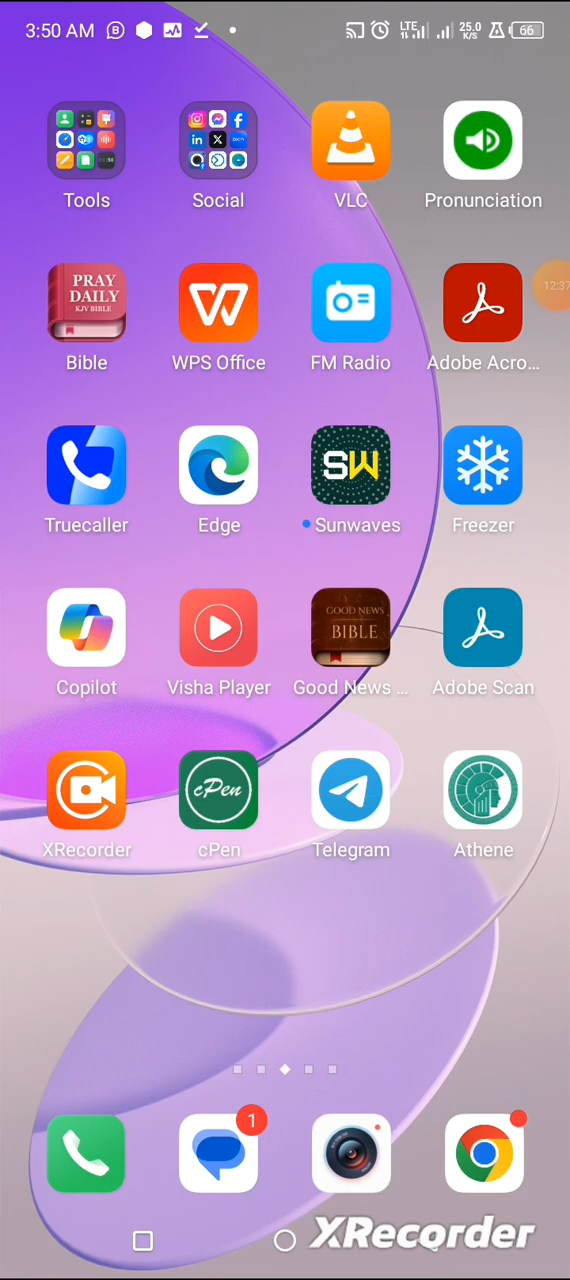 3:50 AM LTE 25.0 K/S 66
Tools Social VLC Pronunciation
PRAY
DAILY
KJV BIBLE
12:37
Bible WPS Office FM Radio Adobe Acro...
SW
Truecaller Edge Sunwaves Freezer
GOOD NEWS
BIBLE
Copilot Visha Player Good News ... Adobe Scan
cPen
XRecorder cPen Telegram Athene
1
XRecorder